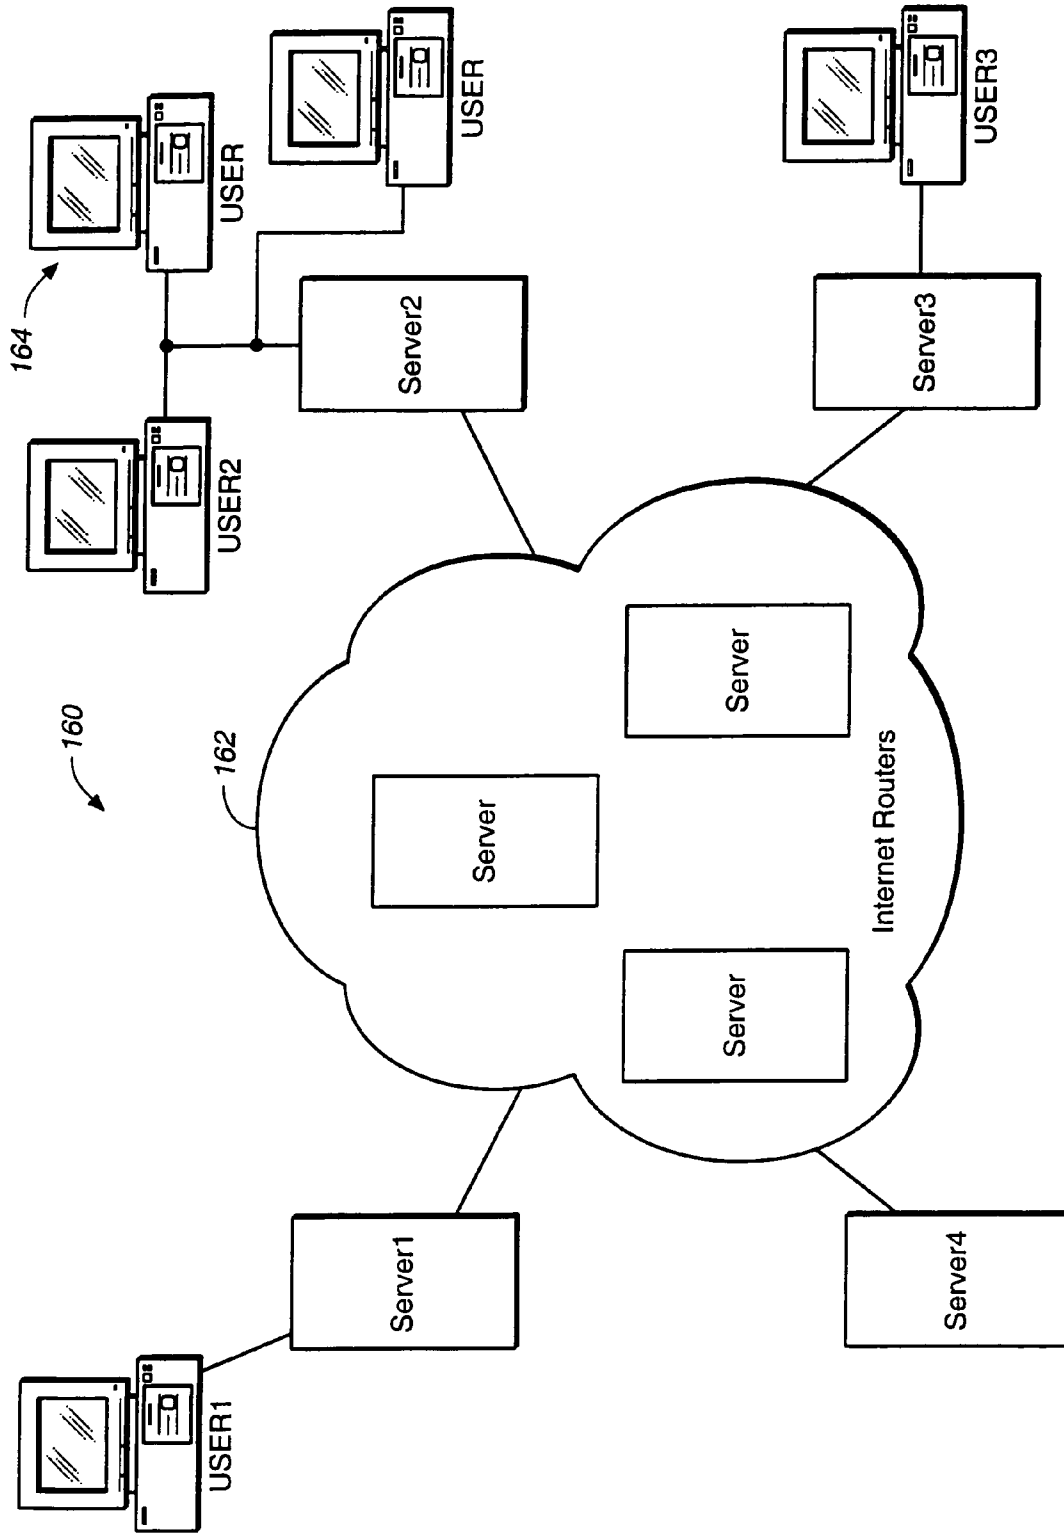 164
160
USER1
162
USER2
USER
Server1
Server2
USER
Server
Server
Server
Internet Routers
Server4
Server3
USER3